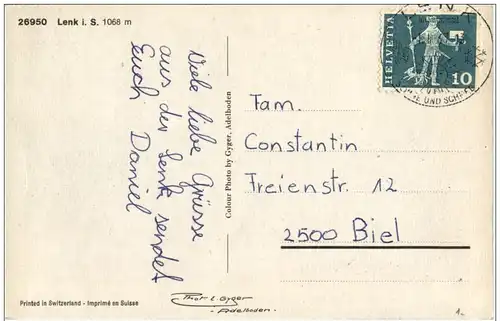 26950 Lenk i. S. 1068 m
Viele liebe Grüsse
aus der Lenk sendet
Euch Daniel
Colour Photo by Gyger, Adelboden
HELVETIA
10
Fam.
Constantin
Freienstr. 12
2500 Biel
Printed in Switzerland - Imprimé en Suisse
Gyger
- Adelboden -